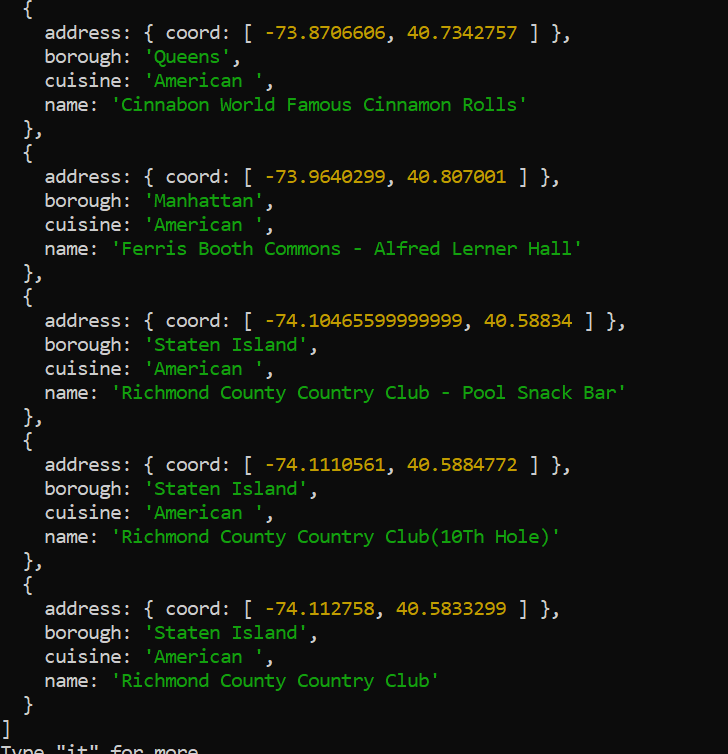 {
address: { coord: [ -73.8706606, 40.7342757 ] },
borough: 'Queens',
cuisine: 'American ',
name: 'Cinnabon World Famous Cinnamon Rolls'
},
{
address: { coord: [ -73.9640299, 40.807001 ] },
borough: 'Manhattan',
cuisine: 'American ',
name: 'Ferris Booth Commons - Alfred Lerner Hall'
},
{
address: { coord: [ -74.10465599999999, 40.58834 ] },
borough: 'Staten Island',
cuisine: 'American ',
name: 'Richmond County Country Club - Pool Snack Bar'
},
{
address: { coord: [ -74.1110561, 40.5884772 ] },
borough: 'Staten Island',
cuisine: 'American ',
name: 'Richmond County Country Club(10Th Hole)'
},
{
address: { coord: [ -74.112758, 40.5833299 ] },
borough: 'Staten Island',
cuisine: 'American ',
name: 'Richmond County Country Club'
}
]
Type "it" for more